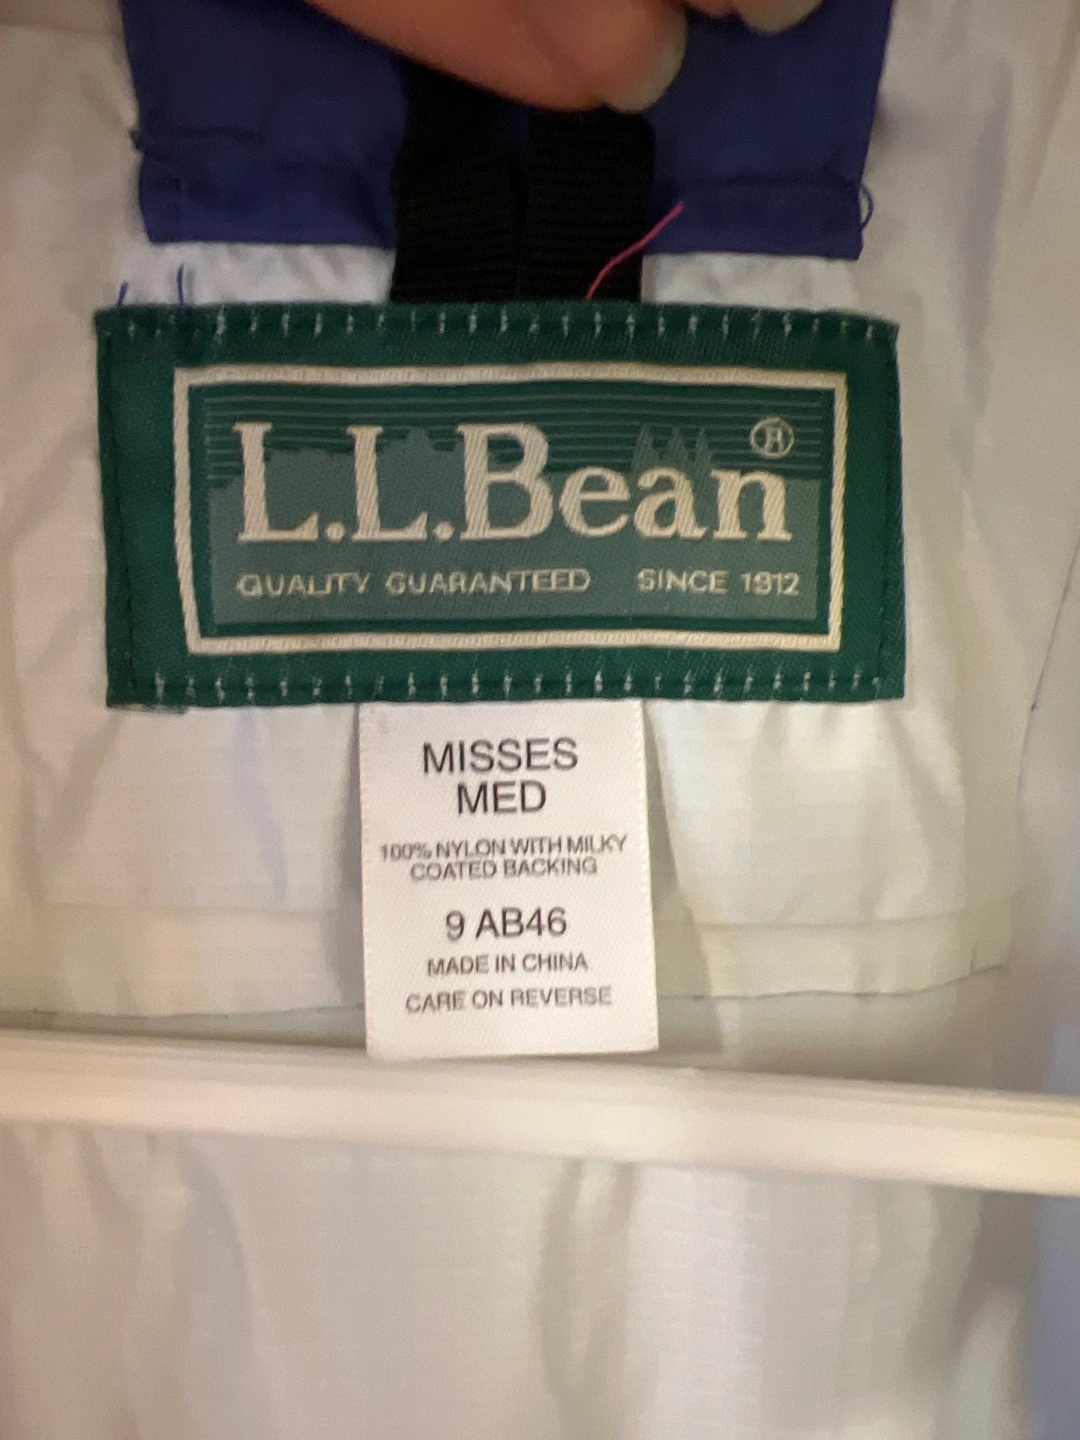 L.L.Bean®
QUALITY GUARANTEED SINCE 1912
MISSES
MED
100% NYLON WITH MILKY
COATED BACKING
9 AB46
MADE IN CHINA
CARE ON REVERSE